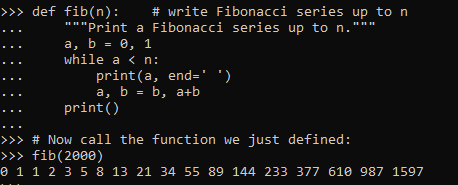 >>> def fib(n):    # write Fibonacci series up to n
...     """Print a Fibonacci series up to n."""
...     a, b = 0, 1
...     while a < n:
...         print(a, end=' ')
...         a, b = b, a+b
...     print()
...
>>> # Now call the function we just defined:
>>> fib(2000)
0 1 1 2 3 5 8 13 21 34 55 89 144 233 377 610 987 1597